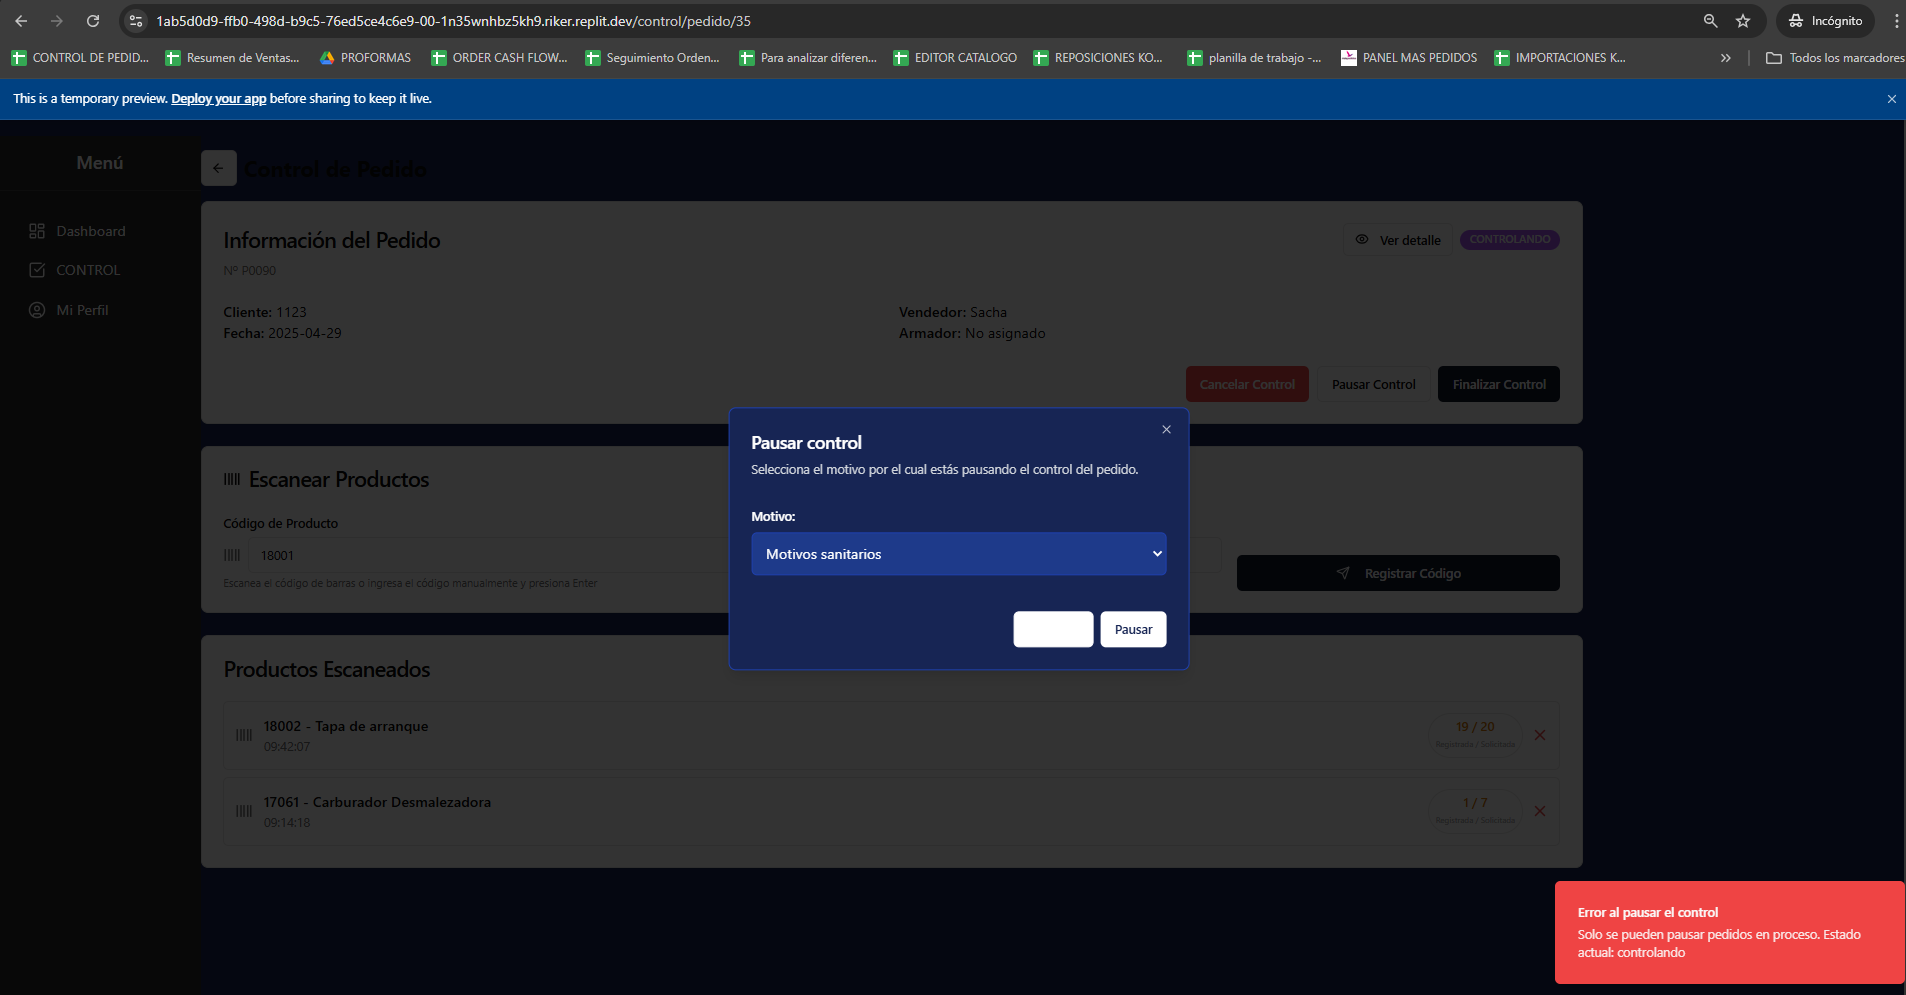 1ab5d0d9-ffb0-498d-b9c5-76ed5ce4c6e9-00-1n35wnhbz5kh9.riker.replit.dev/control/pedido/35
Incógnito
CONTROL DE PEDID...
Resumen de Ventas...
PROFORMAS
ORDER CASH FLOW...
Seguimiento Orden...
Para analizar diferen...
EDITOR CATALOGO
REPOSICIONES KO...
planilla de trabajo -...
PANEL MAS PEDIDOS
IMPORTACIONES K...
»
Todos los marcadores
This is a temporary preview. Deploy your app before sharing to keep it live.
Menú
Control de Pedido
Dashboard
CONTROL
Mi Perfil
Información del Pedido
Ver detalle
CONTROLANDO
Nº P0090
Cliente: 1123
Vendedor: Sacha
Fecha: 2025-04-29
Armador: No asignado
Cancelar Control
Pausar Control
Finalizar Control
Pausar control
Selecciona el motivo por el cual estás pausando el control del pedido.
Motivo:
Motivos sanitarios
Pausar
Escanear Productos
Código de Producto
18001
Escanea el código de barras o ingresa el código manualmente y presiona Enter
Registrar Código
Productos Escaneados
18002 - Tapa de arranque
09:42:07
19 / 20
Registrada / Solicitada
17061 - Carburador Desmalezadora
09:14:18
1 / 7
Registrada / Solicitada
Error al pausar el control
Solo se pueden pausar pedidos en proceso. Estado
actual: controlando